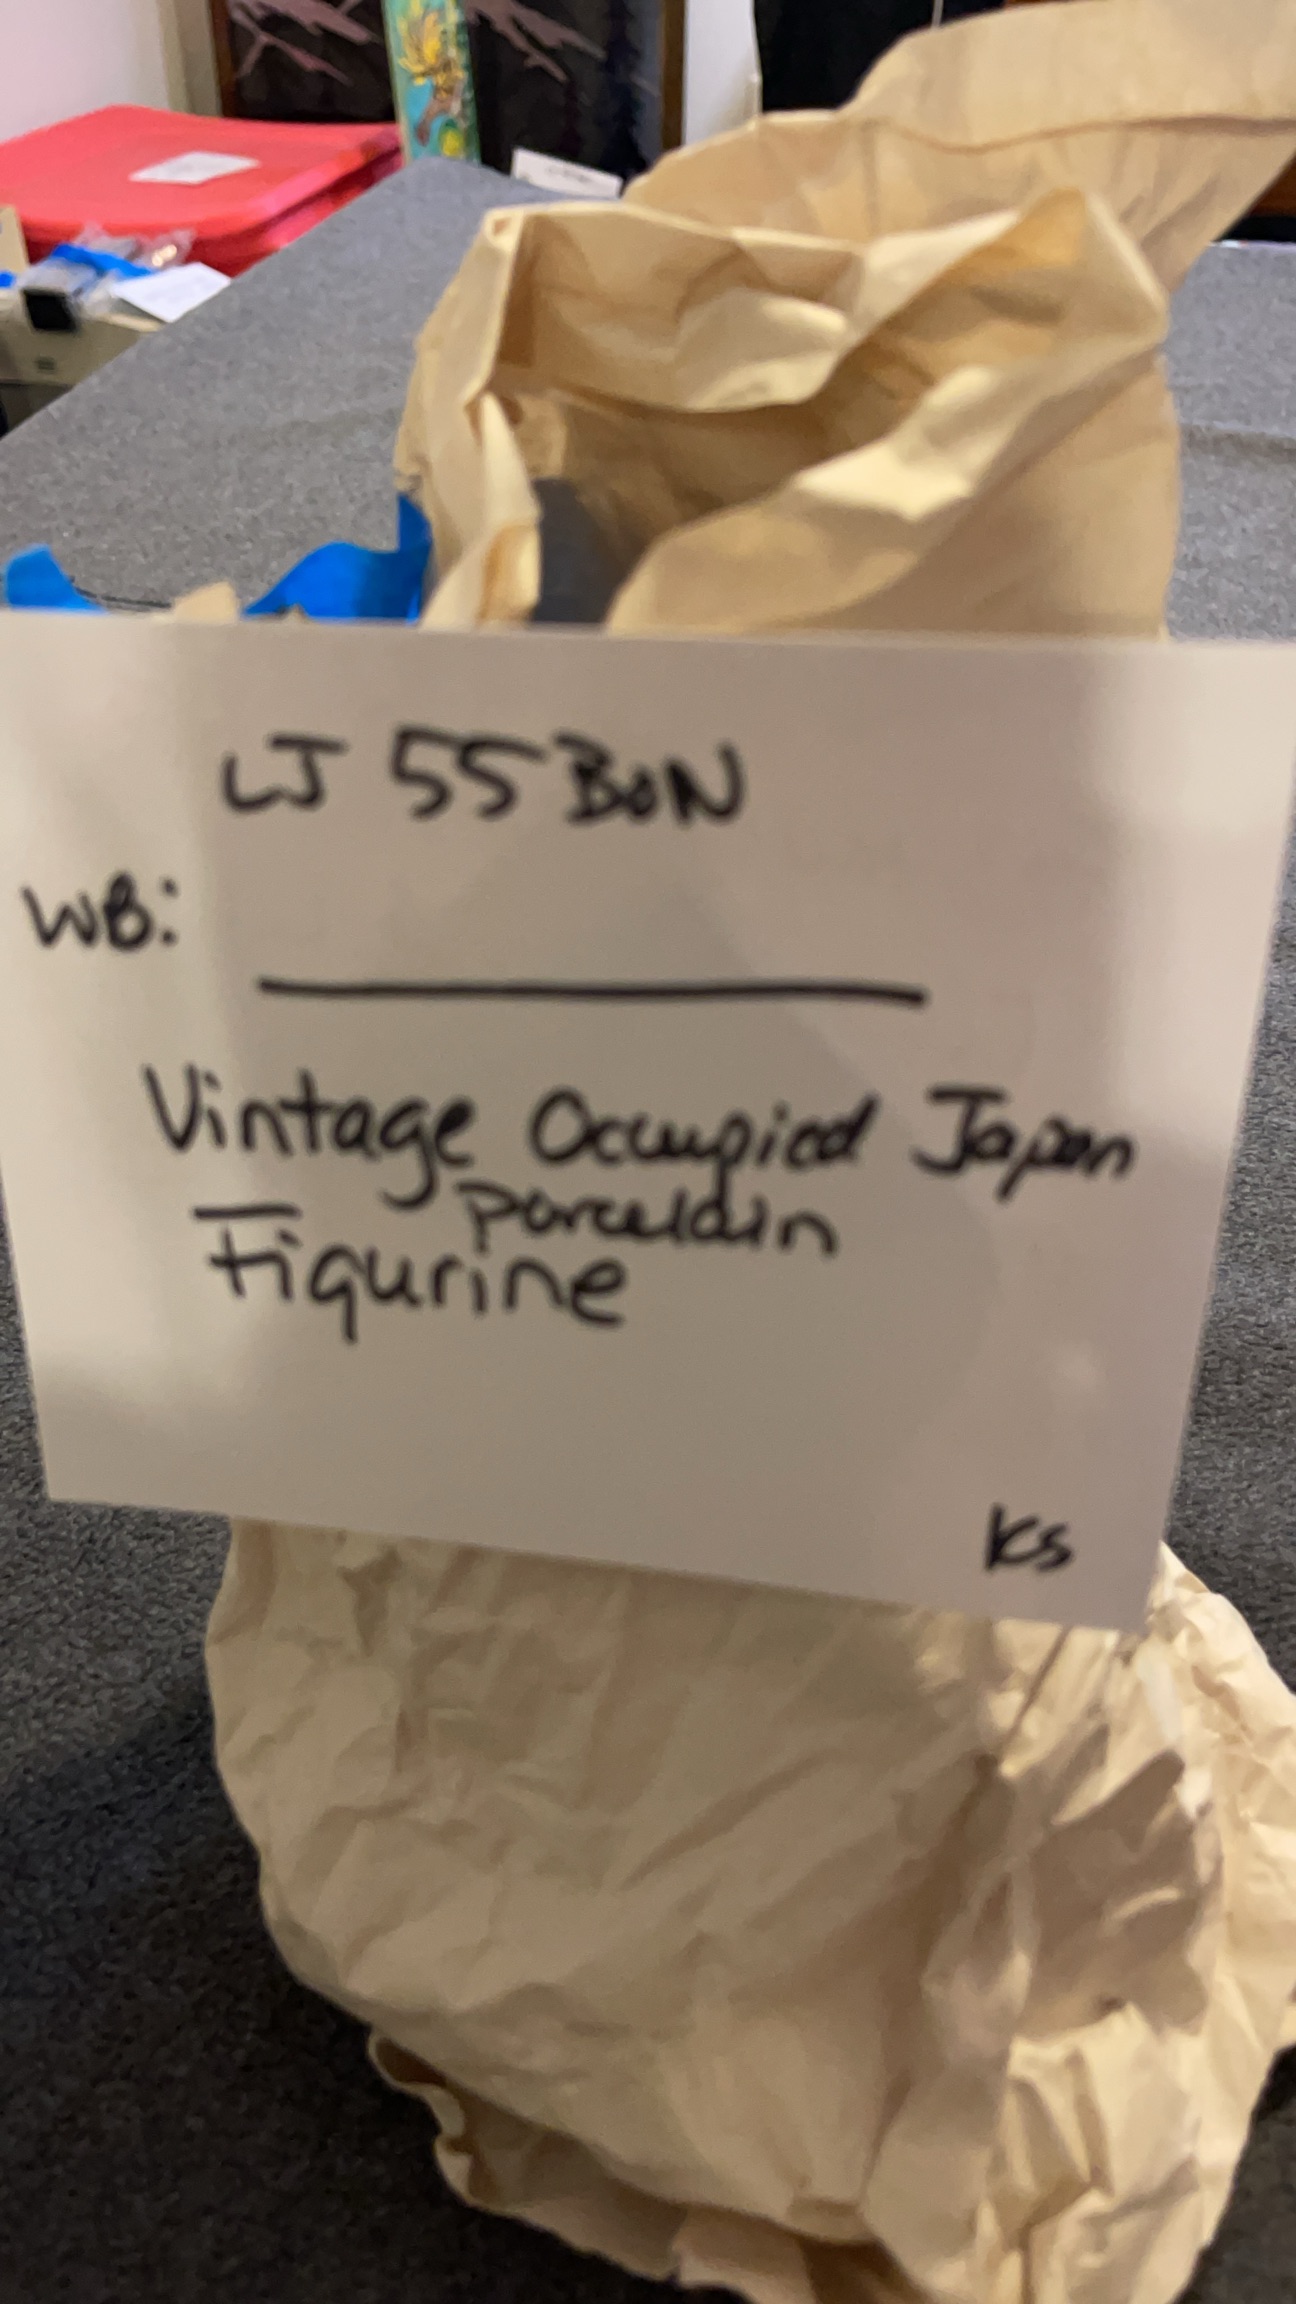 LJ 55 BON
WB:
Vintage Occupied Japan
porcelain
Figurine
KS